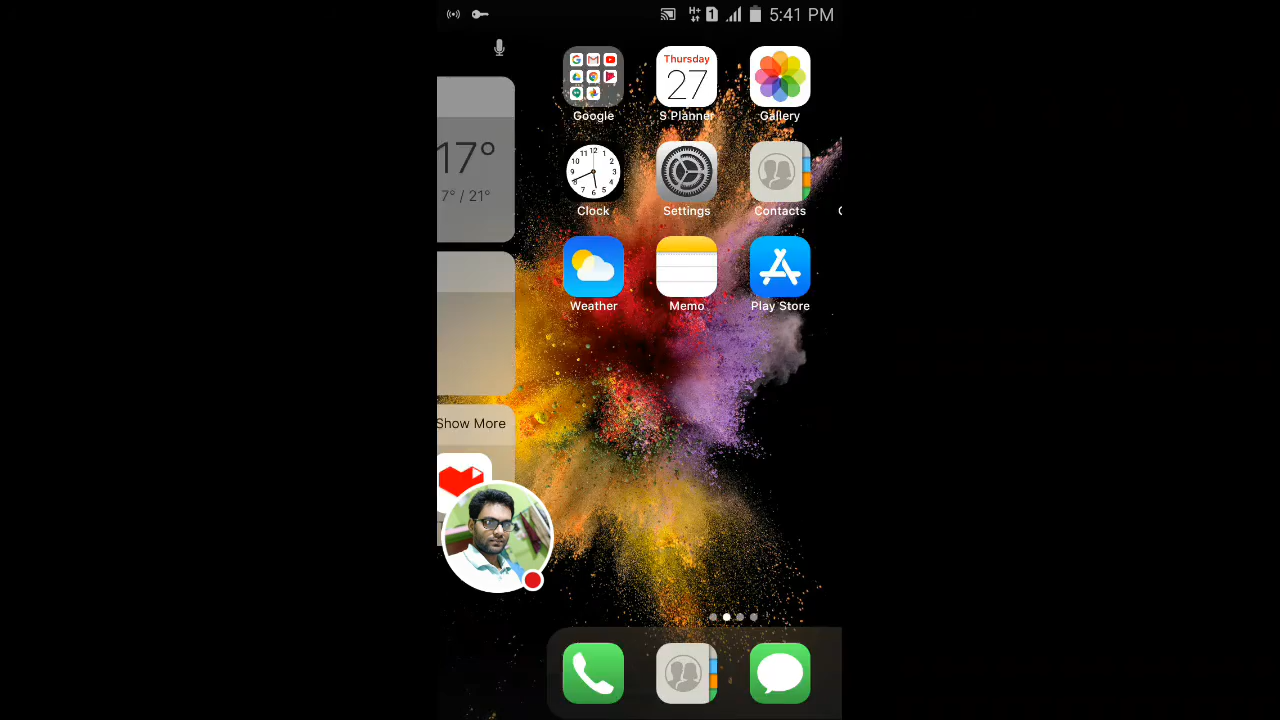 H+ 1 5:41 PM
Thursday
27
Google
S Planner
Gallery
17°
7° / 21°
Clock
Settings
Contacts
Weather
Memo
Play Store
Show More